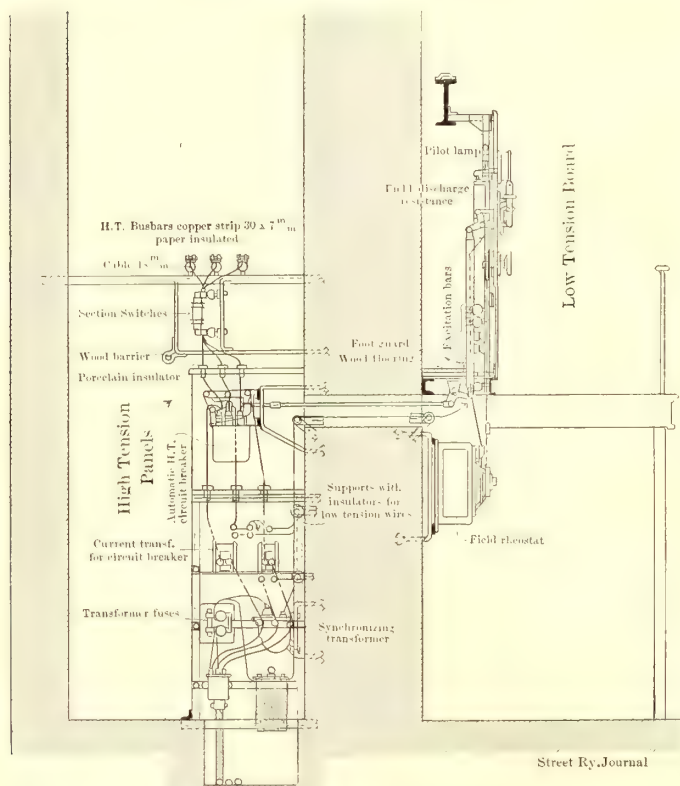 Pilot lamp
Field discharge
resistance
Low Tension Board
H.T. Busbars copper strip 30 x 7 m/m
paper insulated
Cable
Section Switches
Excitation bars
Wood barrier
Foot guard
Wood flooring
Porcelain insulator
High Tension
Panels
Automatic H.T.
circuit breaker
Supports with
insulators for
low tension wires
Current transf.
for circuit breaker
Field rheostat
Transformer fuses
Synchronizing
transformer
Street Ry. Journal